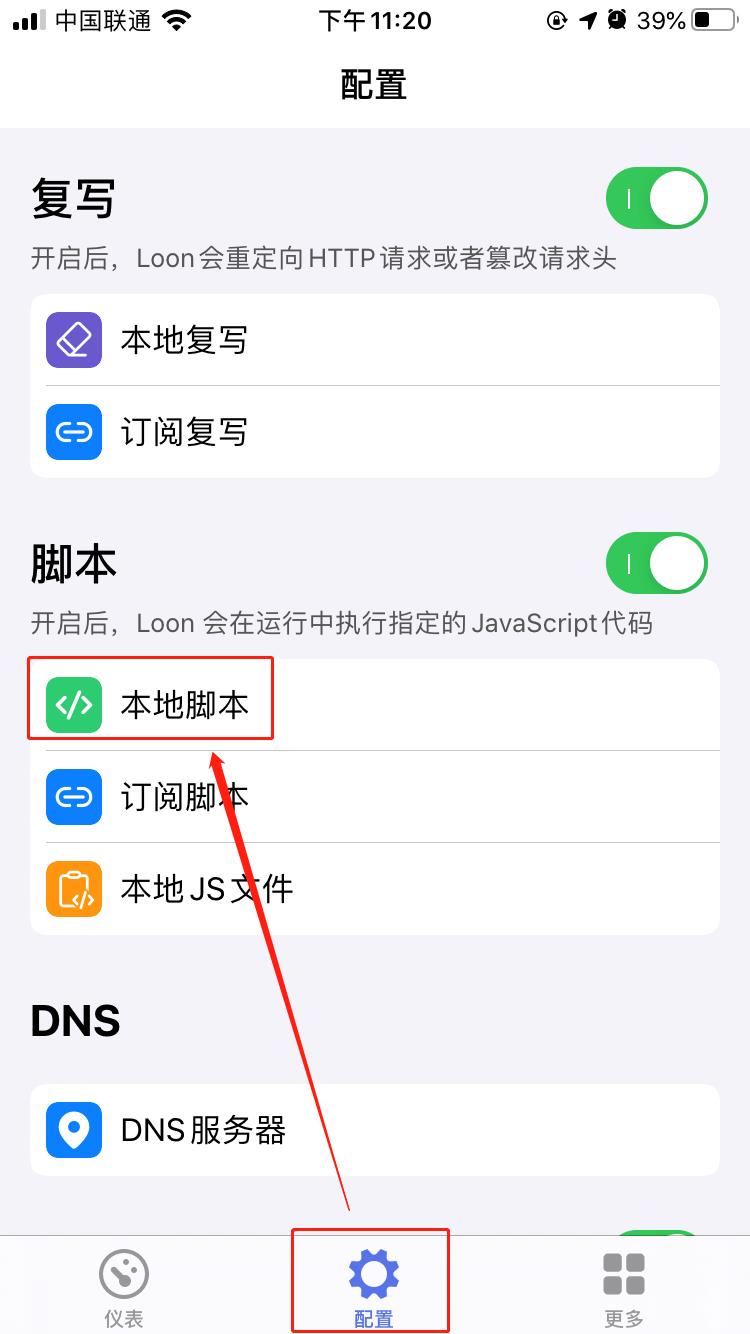 中国联通 下午11:20 39%
配置
复写
开启后，Loon会重定向HTTP请求或者篡改请求头
本地复写
订阅复写
脚本
开启后，Loon 会在运行中执行指定的JavaScript代码
本地脚本
订阅脚本
本地JS文件
DNS
DNS服务器
仪表 配置 更多